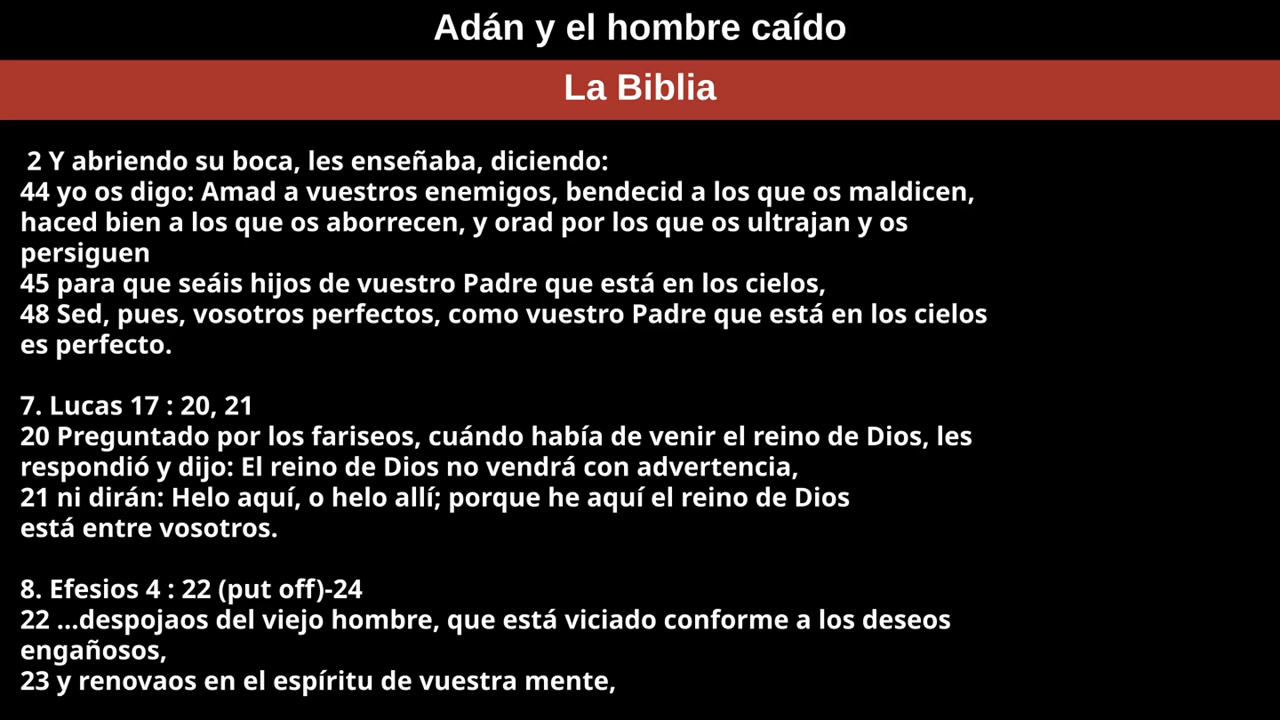 Adán y el hombre caído
La Biblia
2 Y abriendo su boca, les enseñaba, diciendo:
44 yo os digo: Amad a vuestros enemigos, bendecid a los que os maldicen,
haced bien a los que os aborrecen, y orad por los que os ultrajan y os
persiguen
45 para que seáis hijos de vuestro Padre que está en los cielos,
48 Sed, pues, vosotros perfectos, como vuestro Padre que está en los cielos
es perfecto.
7. Lucas 17 : 20, 21
20 Preguntado por los fariseos, cuándo había de venir el reino de Dios, les
respondió y dijo: El reino de Dios no vendrá con advertencia,
21 ni dirán: Helo aquí, o helo allí; porque he aquí el reino de Dios
está entre vosotros.
8. Efesios 4 : 22 (put off)-24
22 ...despojaos del viejo hombre, que está viciado conforme a los deseos
engañosos,
23 y renovaos en el espíritu de vuestra mente,